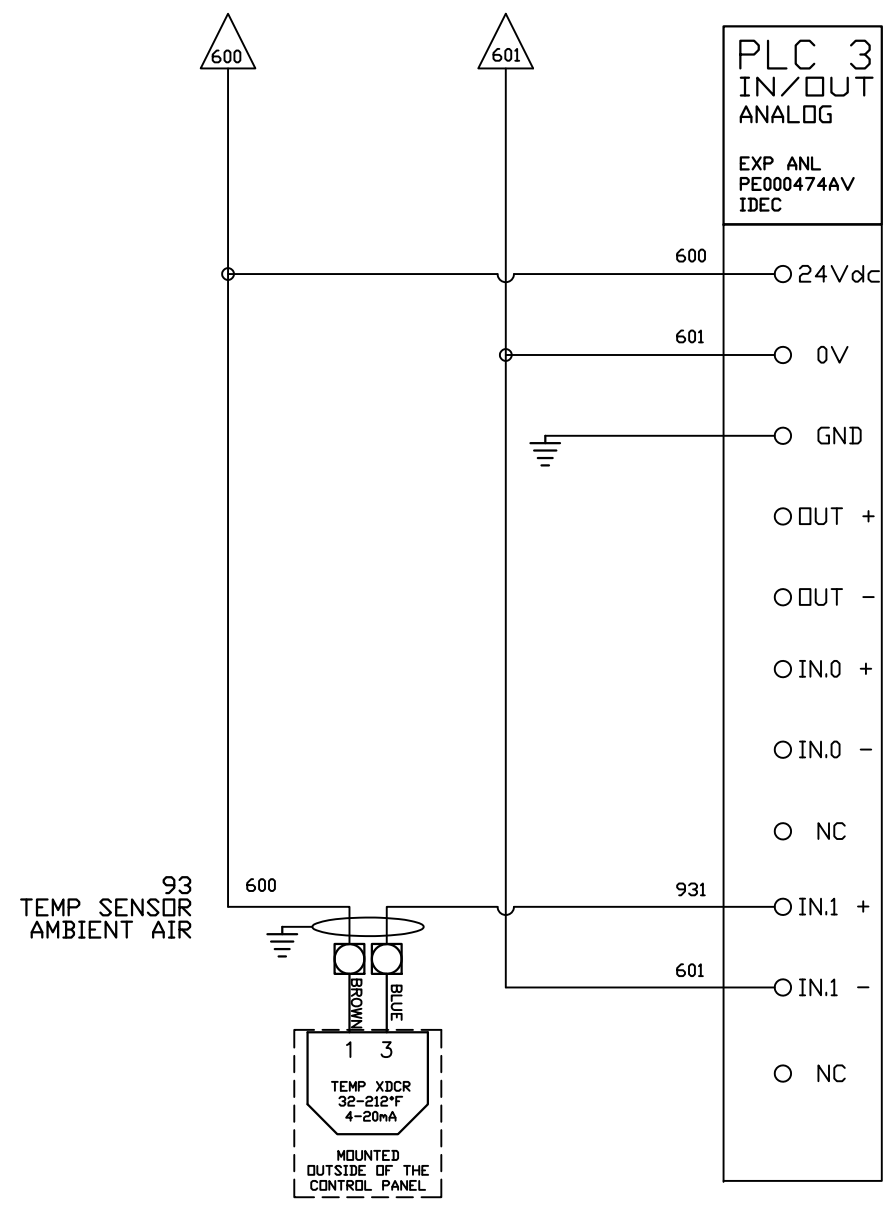 600
601
PLC 3
IN/OUT
ANALOG
EXP ANL
PE000474AV
IDEC
600
24Vdc
601
0V
GND
OUT +
OUT -
IN.0 +
IN.0 -
NC
93
TEMP SENSOR
AMBIENT AIR
600
931
IN.1 +
601
IN.1 -
BROWN
BLUE
NC
1 3
TEMP XDCR
32-212°F
4-20mA
MOUNTED
OUTSIDE OF THE
CONTROL PANEL